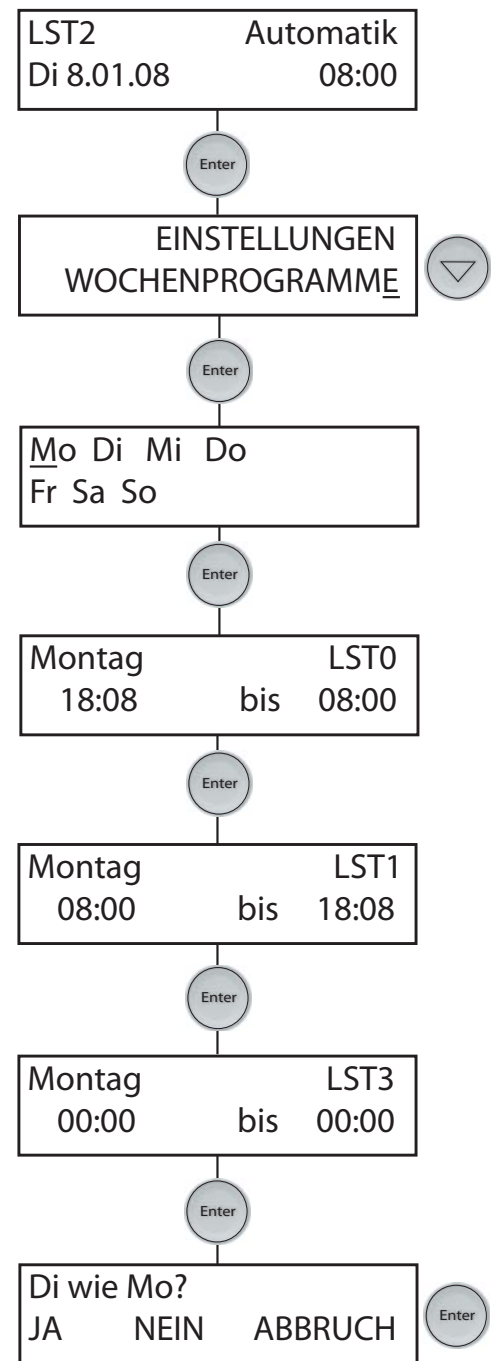 LST2 Automatik
Di 8.01.08 08:00
Enter
EINSTELLUNGEN
WOCHENPROGRAMME
Enter
Mo Di Mi Do
Fr Sa So
Enter
Montag LST0
18:08 bis 08:00
Enter
Montag LST1
08:00 bis 18:08
Enter
Montag LST3
00:00 bis 00:00
Enter
Di wie Mo?
JA NEIN ABBRUCH
Enter